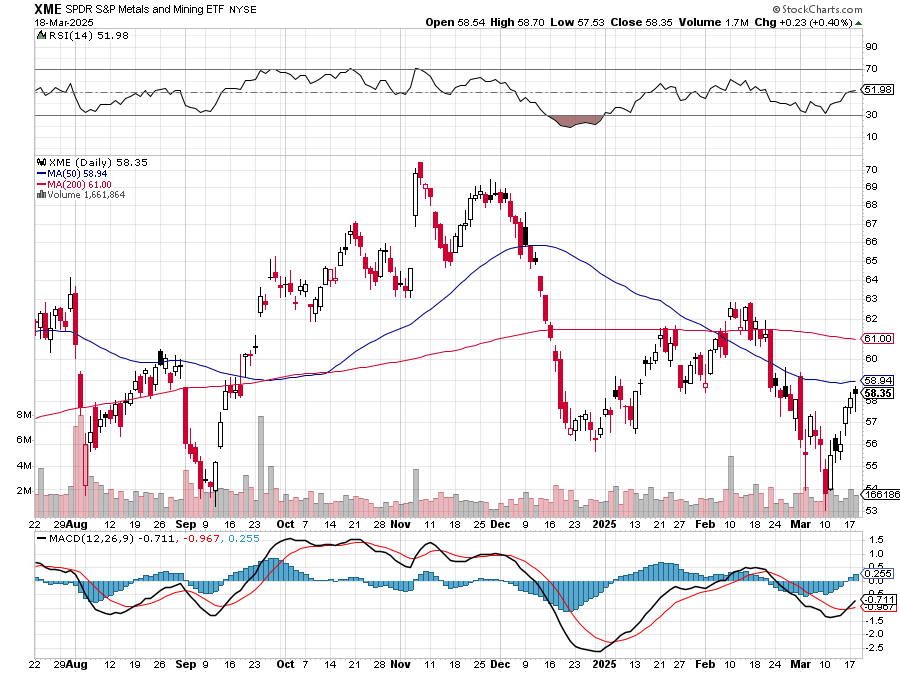 XME SPDR S&P Metals and Mining ETF NYSE © StockCharts.com
18-Mar-2025 Open 58.54 High 58.70 Low 57.53 Close 58.35 Volume 1.7M Chg +0.23 (+0.40%)
RSI(14) 51.98
90
70
51.98
30
10
XME (Daily) 58.35
MA(50) 58.94
MA(200) 61.00
Volume 1,661,864
70
69
68
67
66
65
64
63
62
61.00
60
58.94
58.35
58
57
56
55
54
166186
53
8M
6M
4M
2M
22 29 Aug 12 19 26 Sep 9 16 23 Oct 7 14 21 28 Nov 11 18 25 Dec 9 16 23 2025 13 21 27 Feb 10 18 24 Mar 10 17
MACD(12,26,9) -0.711, -0.967, 0.255
1.5
1.0
0.5
0.255
0.0
-0.5
-0.711
-0.967
-1.5
-2.0
-2.5
22 29 Aug 12 19 26 Sep 9 16 23 Oct 7 14 21 28 Nov 11 18 25 Dec 9 16 23 2025 13 21 27 Feb 10 18 24 Mar 10 17